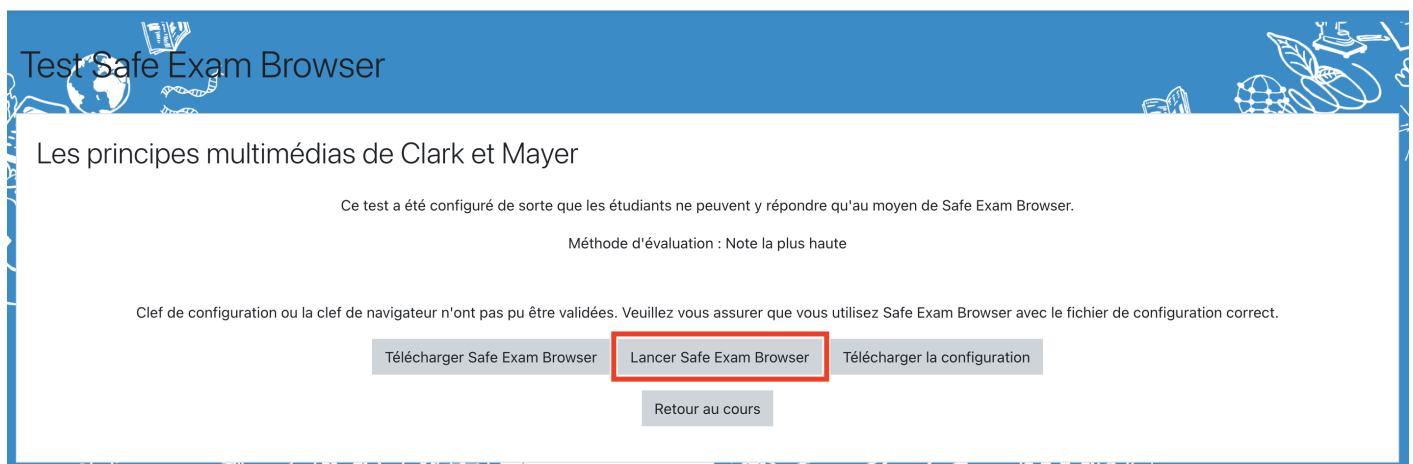 Test Safe Exam Browser
Les principes multimédias de Clark et Mayer
Ce test a été configuré de sorte que les étudiants ne peuvent y répondre qu'au moyen de Safe Exam Browser.
Méthode d'évaluation : Note la plus haute
Clef de configuration ou la clef de navigateur n'ont pas pu être validées. Veuillez vous assurer que vous utilisez Safe Exam Browser avec le fichier de configuration correct.
Télécharger Safe Exam Browser Lancer Safe Exam Browser Télécharger la configuration
Retour au cours